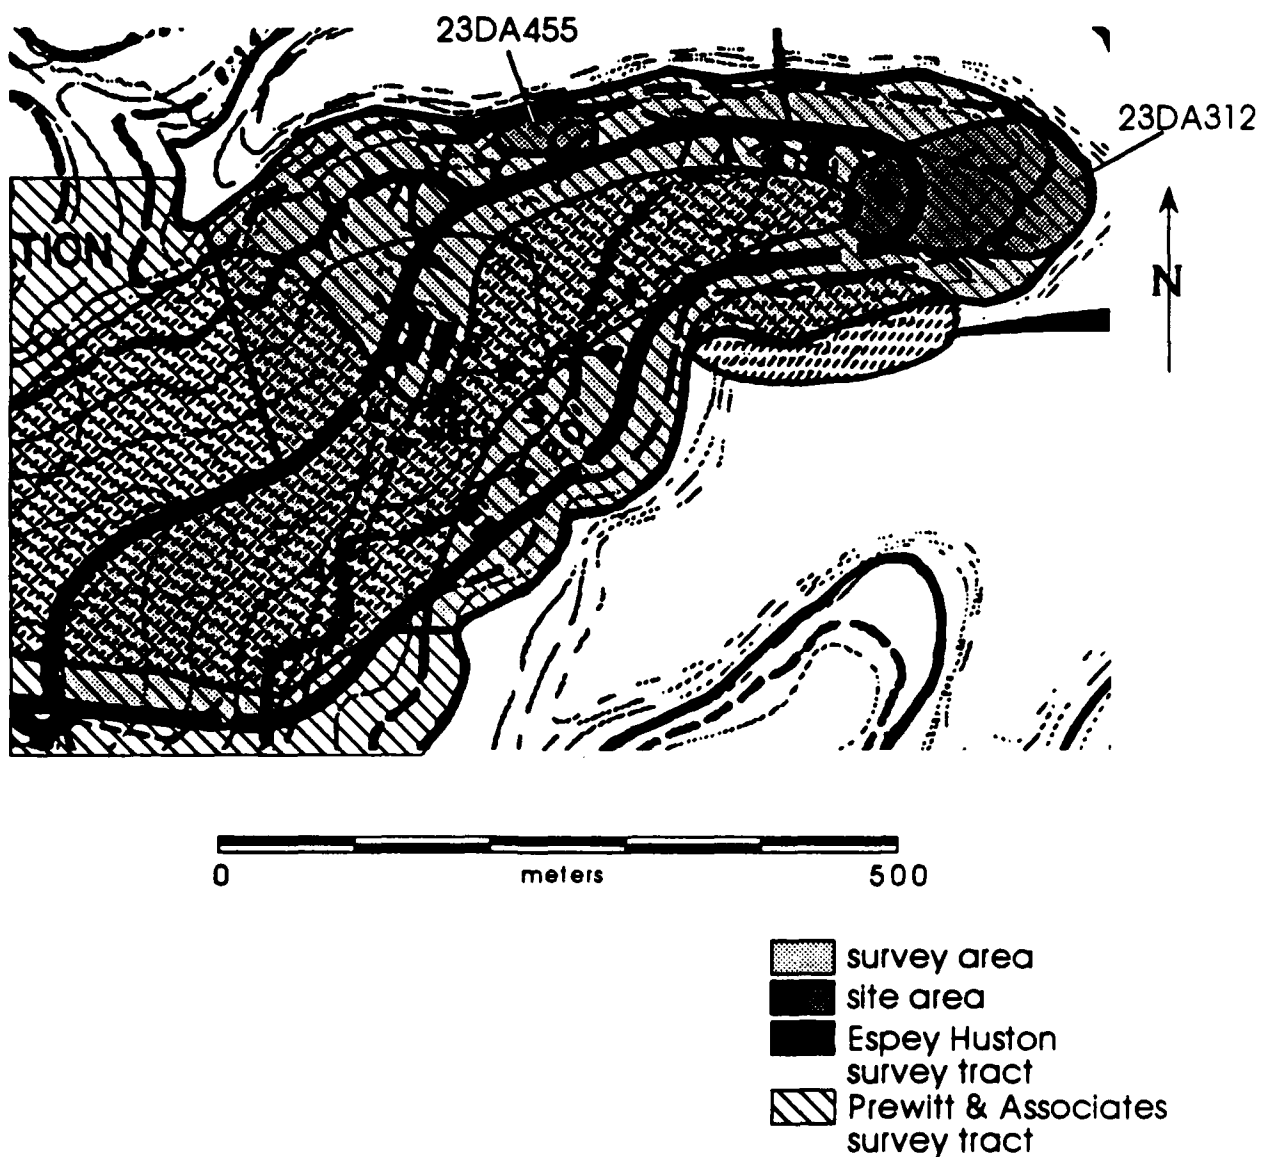 23DA455
23DA312
TION
N
0 meters 500
survey area
site area
Espey Huston
survey tract
Prewitt & Associates
survey tract